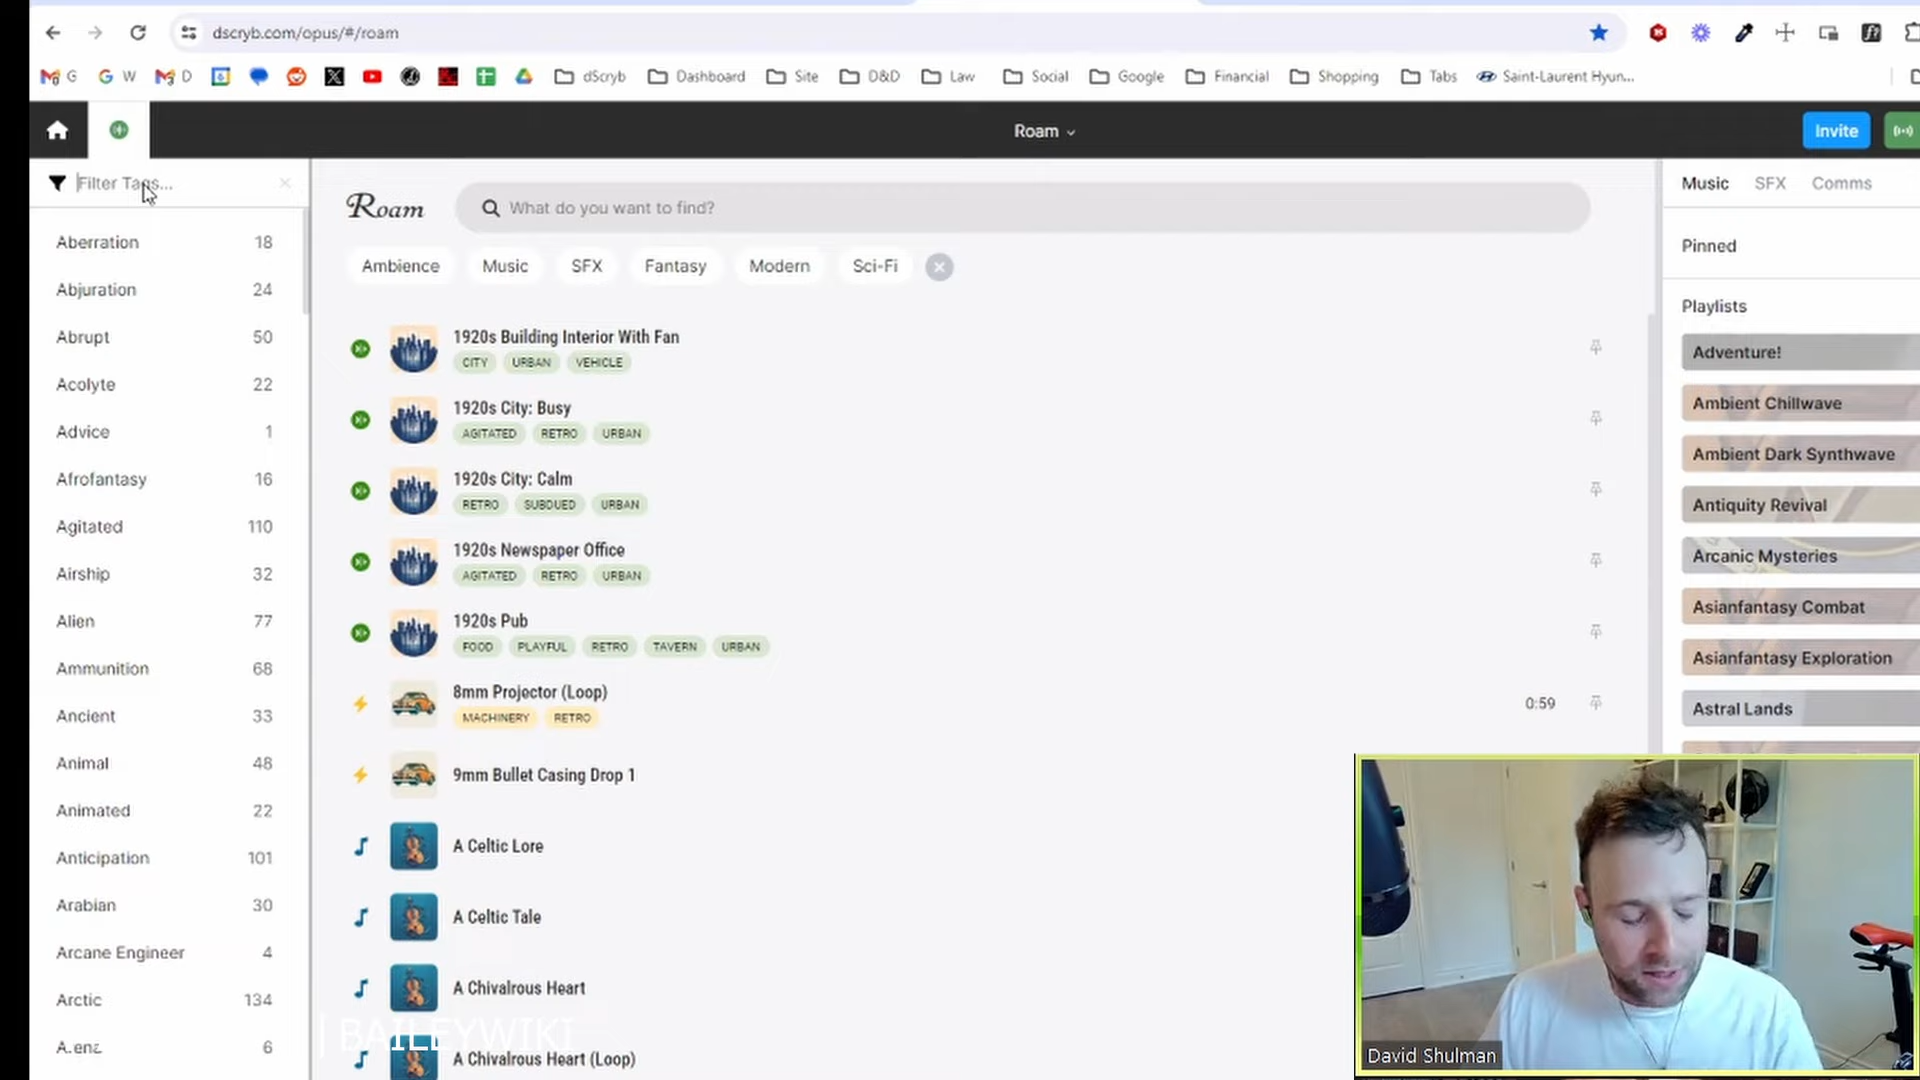 dscryb.com/opus/#/roam
G
W
D
dScryb
Dashboard
Site
D&D
Law
Social
Google
Financial
Shopping
Tabs
Saint-Laurent Hyun...
Roam
Invite
Filter Tags...
Aberration 18
Abjuration 24
Abrupt 50
Acolyte 22
Advice 1
Afrofantasy 16
Agitated 110
Airship 32
Alien 77
Ammunition 68
Ancient 33
Animal 48
Animated 22
Anticipation 101
Arabian 30
Arcane Engineer 4
Arctic 134
6
Roam
What do you want to find?
Ambience
Music
SFX
Fantasy
Modern
Sci-Fi
1920s Building Interior With Fan
CITY URBAN VEHICLE
1920s City: Busy
AGITATED RETRO URBAN
1920s City: Calm
RETRO SUBDUED URBAN
1920s Newspaper Office
AGITATED RETRO URBAN
1920s Pub
FOOD PLAYFUL RETRO TAVERN URBAN
8mm Projector (Loop)
0:59
MACHINERY RETRO
9mm Bullet Casing Drop 1
A Celtic Lore
A Celtic Tale
A Chivalrous Heart
A Chivalrous Heart (Loop)
Music
SFX
Comms
Pinned
Playlists
Adventure!
Ambient Chillwave
Ambient Dark Synthwave
Antiquity Revival
Arcanic Mysteries
Asianfantasy Combat
Asianfantasy Exploration
Astral Lands
| BAILEYWIKI
David Shulman